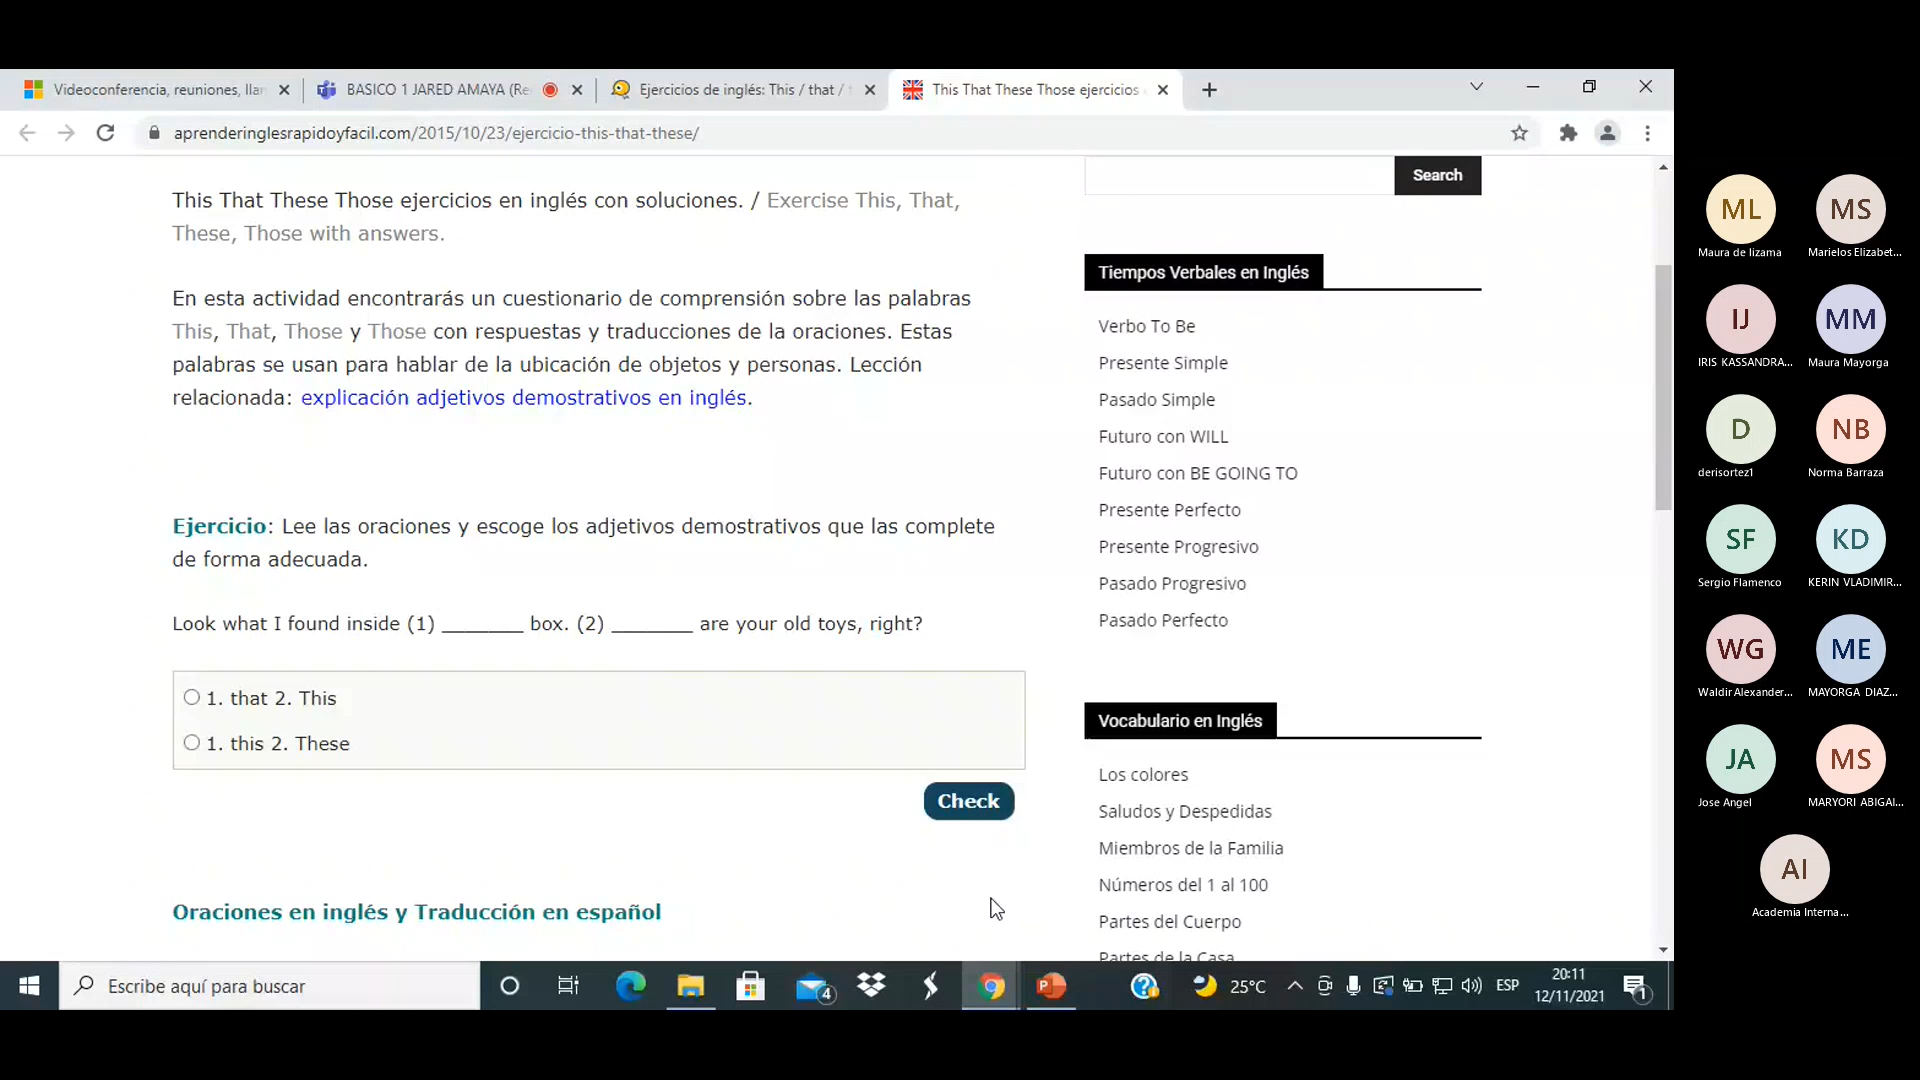 Videoconferencia, reuniones, lla
BASICO 1 JARED AMAYA (Re
Ejercicios de inglés: This / that /
This That These Those ejercicios
aprenderinglesrapidoyfacil.com/2015/10/23/ejercicio-this-that-these/
This That These Those ejercicios en inglés con soluciones. / Exercise This, That,
These, Those with answers.
En esta actividad encontrarás un cuestionario de comprensión sobre las palabras
This, That, Those y Those con respuestas y traducciones de la oraciones. Estas
palabras se usan para hablar de la ubicación de objetos y personas. Lección
relacionada: explicación adjetivos demostrativos en inglés.
Ejercicio: Lee las oraciones y escoge los adjetivos demostrativos que las complete
de forma adecuada.
Look what I found inside (1) _______ box. (2) _______ are your old toys, right?
1. that 2. This
1. this 2. These
Check
Oraciones en inglés y Traducción en español
Search
Tiempos Verbales en Inglés
Verbo To Be
Presente Simple
Pasado Simple
Futuro con WILL
Futuro con BE GOING TO
Presente Perfecto
Presente Progresivo
Pasado Progresivo
Pasado Perfecto
Vocabulario en Inglés
Los colores
Saludos y Despedidas
Miembros de la Familia
Números del 1 al 100
Partes del Cuerpo
Partes de la Casa
ML
Maura de lizama
MS
Marielos Elizabet...
IJ
IRIS KASSANDRA...
MM
Maura Mayorga
D
derisortez1
NB
Norma Barraza
SF
Sergio Flamenco
KD
KERIN VLADIMIR...
WG
Waldir Alexander...
ME
MAYORGA DIAZ...
JA
Jose Angel
MS
MARYORI ABIGAI...
AI
Academia Interna...
Escribe aquí para buscar
4
25°C
ESP
20:11
12/11/2021
1